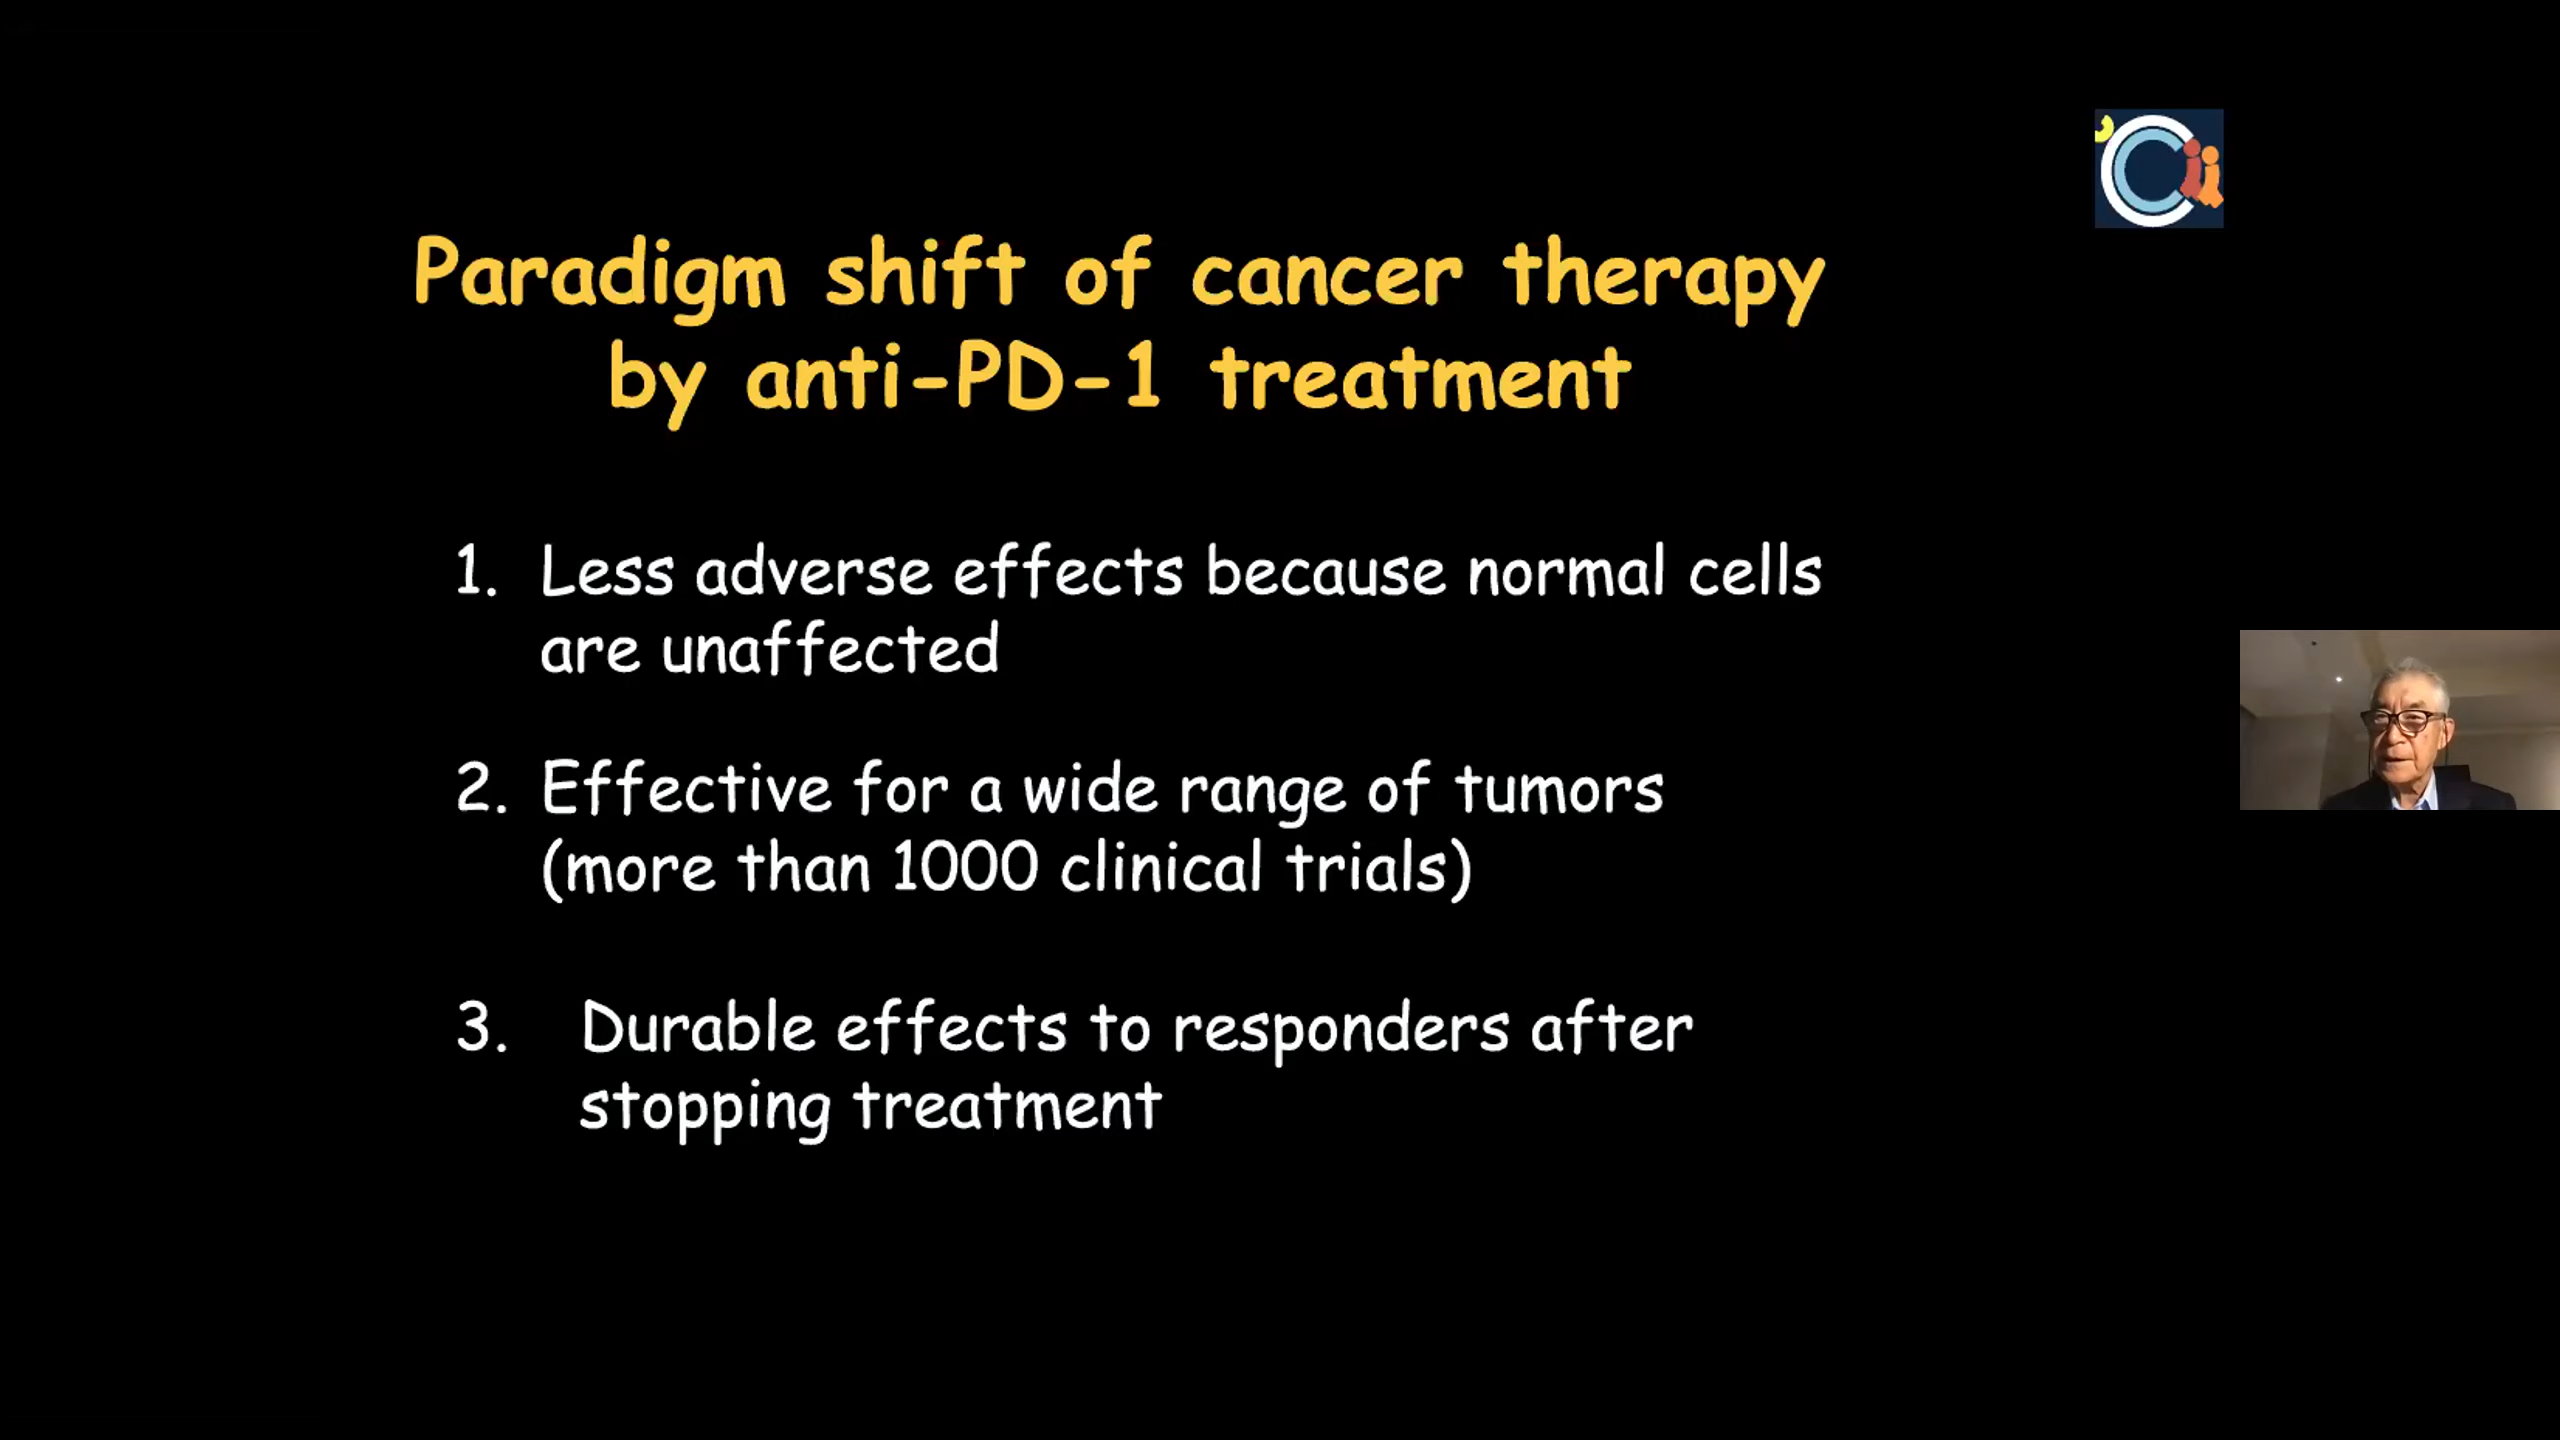 Paradigm shift of cancer therapy
by anti-PD-1 treatment
1. Less adverse effects because normal cells
are unaffected
2. Effective for a wide range of tumors
(more than 1000 clinical trials)
3. Durable effects to responders after
stopping treatment